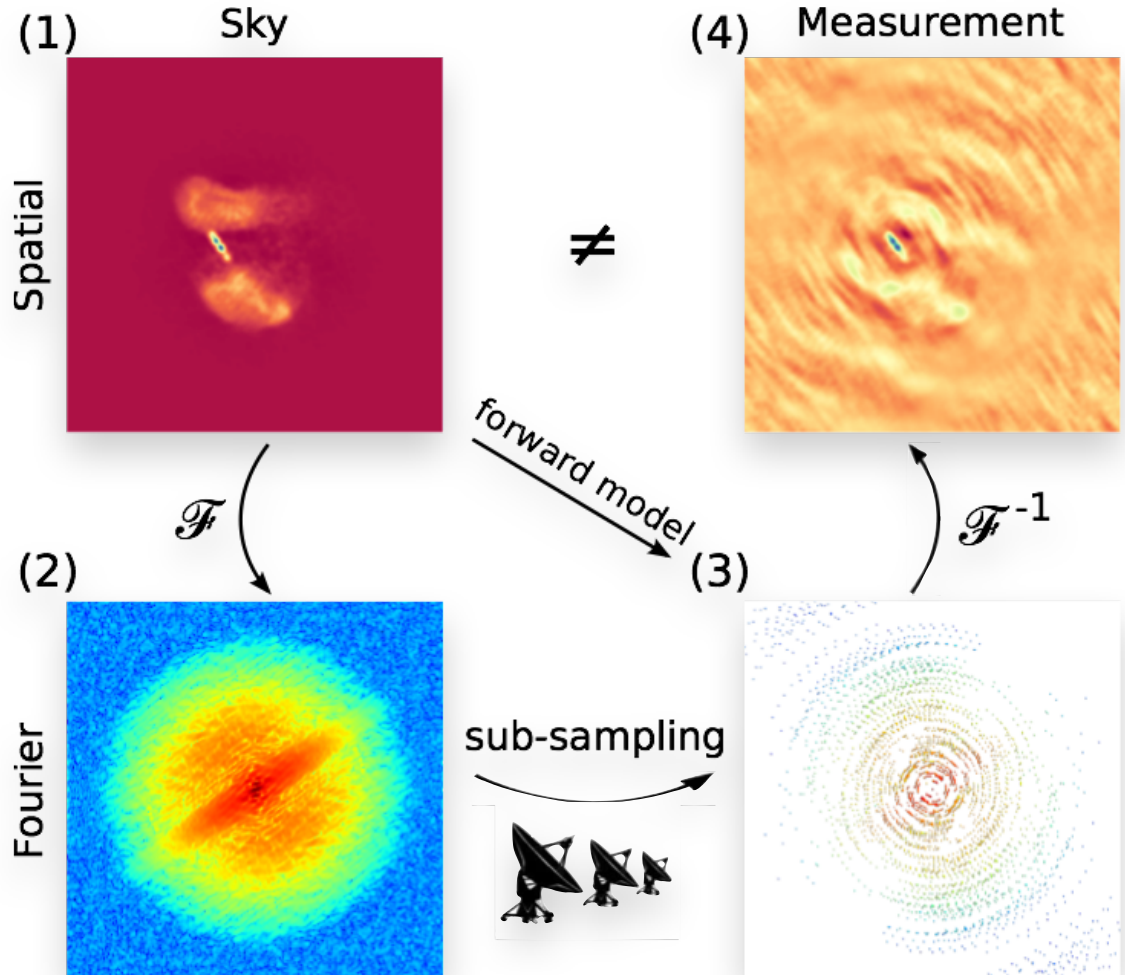 (1)
Sky
(4)
Measurement
Spatial
≠
forward model
ℱ
ℱ⁻¹
(2)
(3)
Fourier
sub-sampling